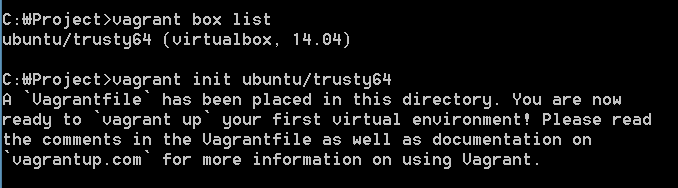 C:₩Project>vagrant box list
ubuntu/trusty64 (virtualbox, 14.04)
C:₩Project>vagrant init ubuntu/trusty64
A `Vagrantfile` has been placed in this directory. You are now
ready to `vagrant up` your first virtual environment! Please read
the comments in the Vagrantfile as well as documentation on
`vagrantup.com` for more information on using Vagrant.